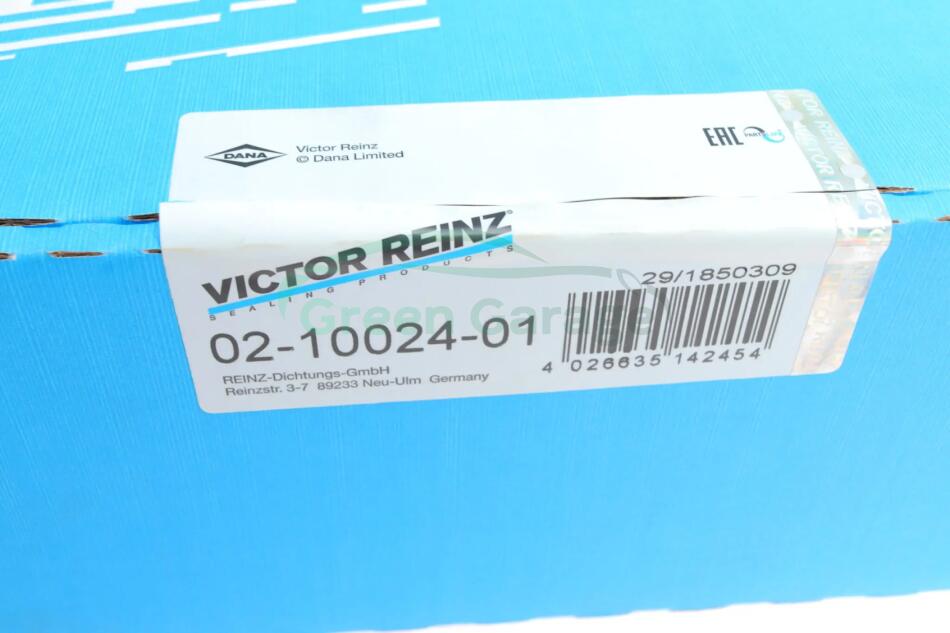 DANA
Victor Reinz
© Dana Limited
EAC
VICTOR REINZ®
SEALING PRODUCTS
29/1850309
Green Garage
02-10024-01
4 026635 142454
REINZ-Dichtungs-GmbH
Reinzstr. 3-7 89233 Neu-Ulm Germany